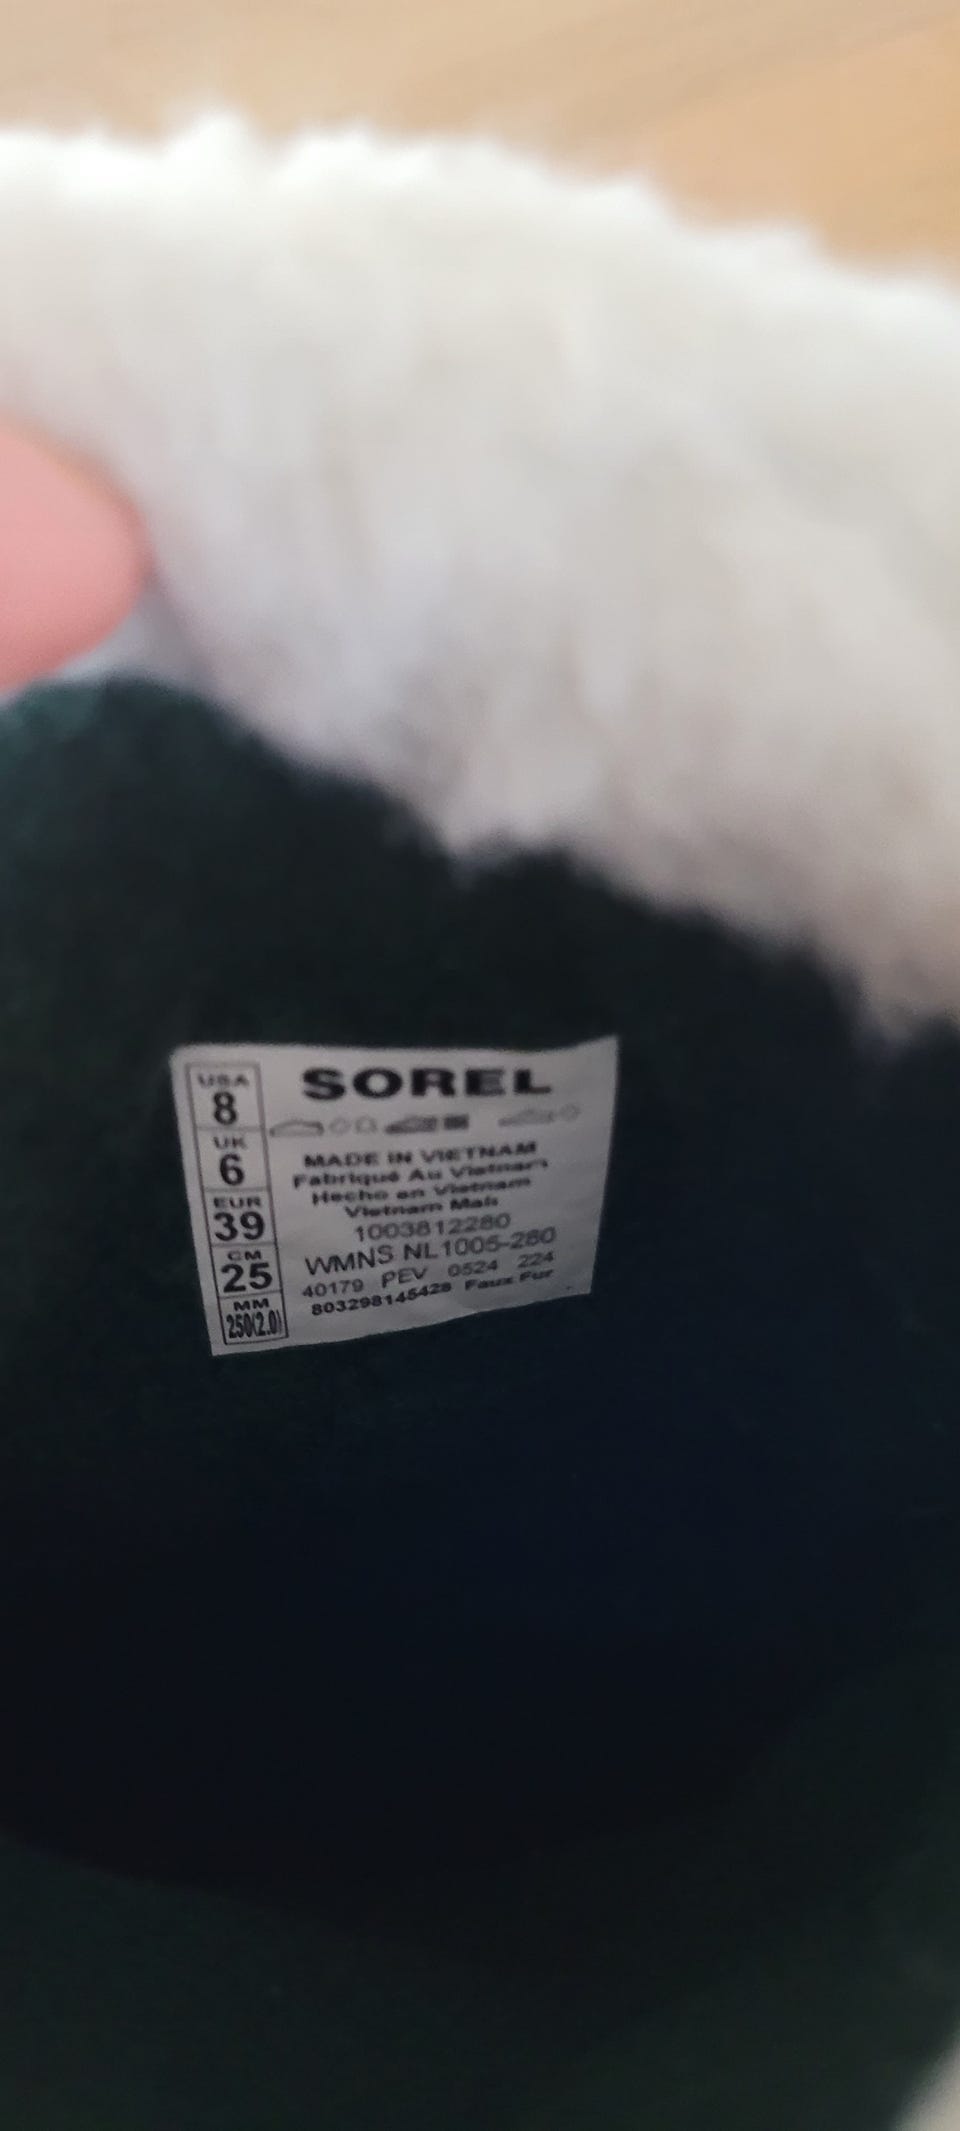 USA
8
UK
6
EUR
39
CM
25
MM
250(2.0)
SOREL
MADE IN VIETNAM
Fabriqué Au Vietnam
Hecho en Vietnam
Vietnam Malı
1003812280
WMNS NL1005-280
40179 PEV 0524 224
803298145428 Faux Fur